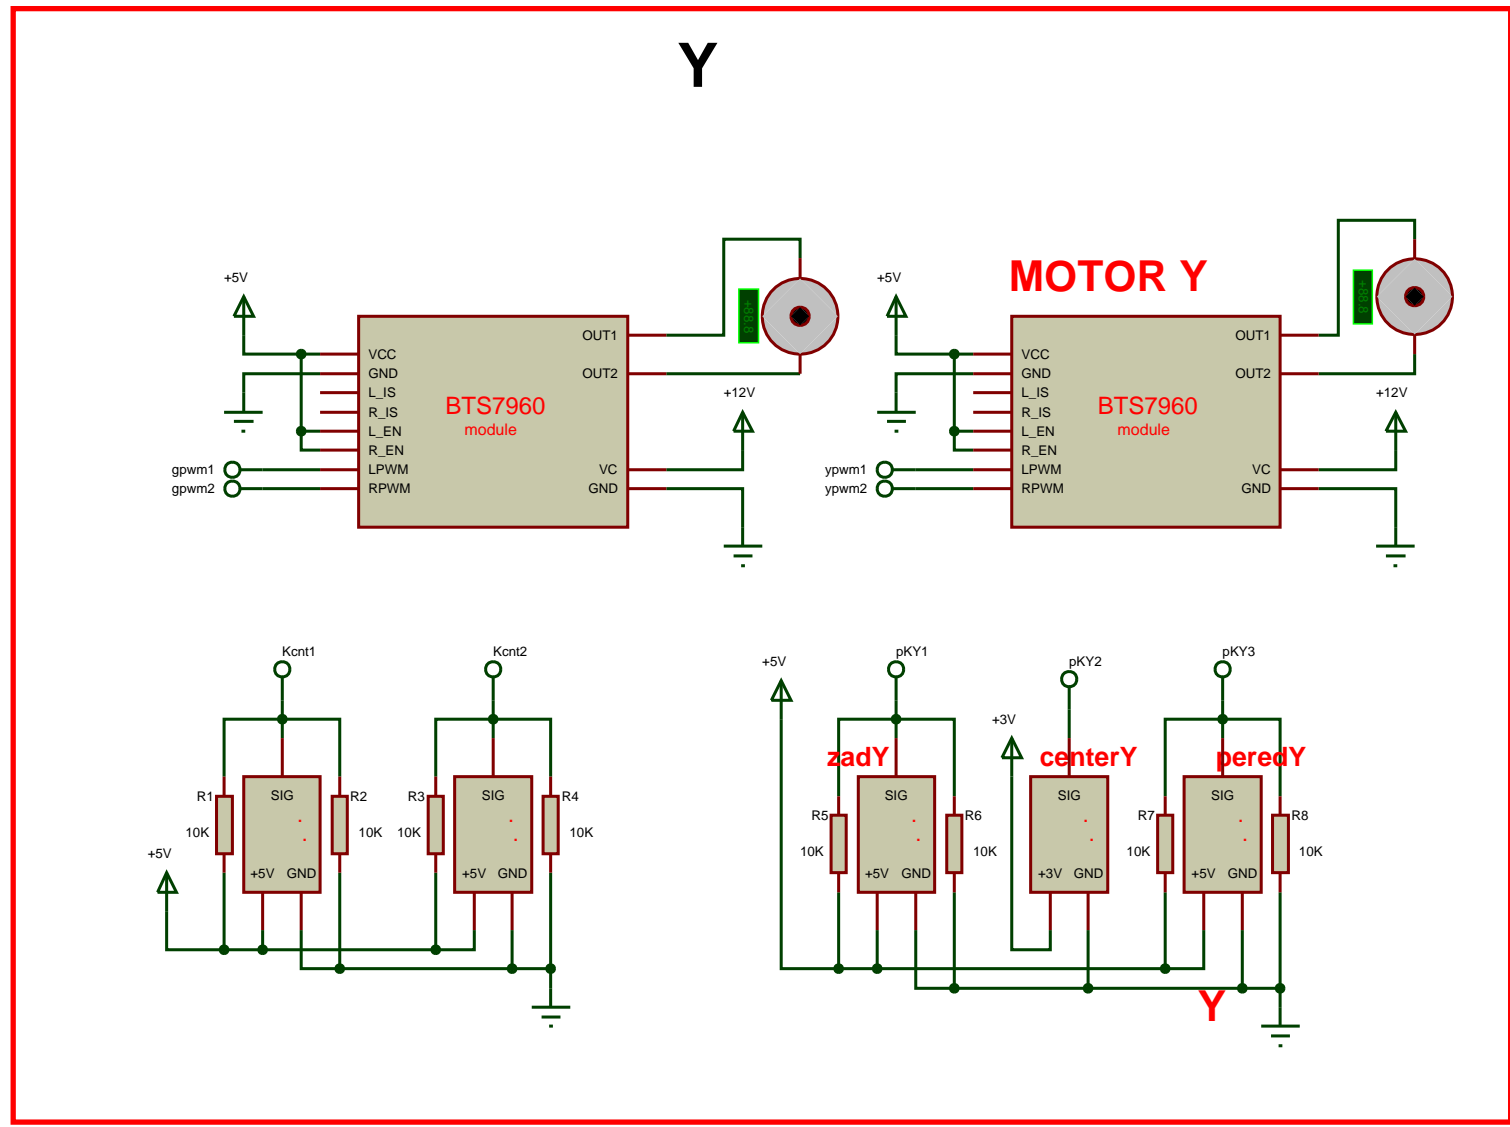 Y
+5V
VCC
GND
L_IS
R_IS
L_EN
R_EN
LPWM
RPWM
gpwm1
gpwm2
BTS7960
module
OUT1
OUT2
VC
GND
+88.8
+12V
MOTOR Y
+5V
VCC
GND
L_IS
R_IS
L_EN
R_EN
LPWM
RPWM
ypwm1
ypwm2
BTS7960
module
OUT1
OUT2
VC
GND
+88.8
+12V
Kcnt1
R1
10K
SIG
+5V GND
R2
10K
+5V
Kcnt2
R3
10K
SIG
+5V GND
R4
10K
+5V
pKY1
zadY
R5
10K
SIG
+5V GND
R6
10K
+3V
pKY2
centerY
SIG
+3V GND
pKY3
peredY
R7
10K
SIG
+5V GND
R8
10K
Y